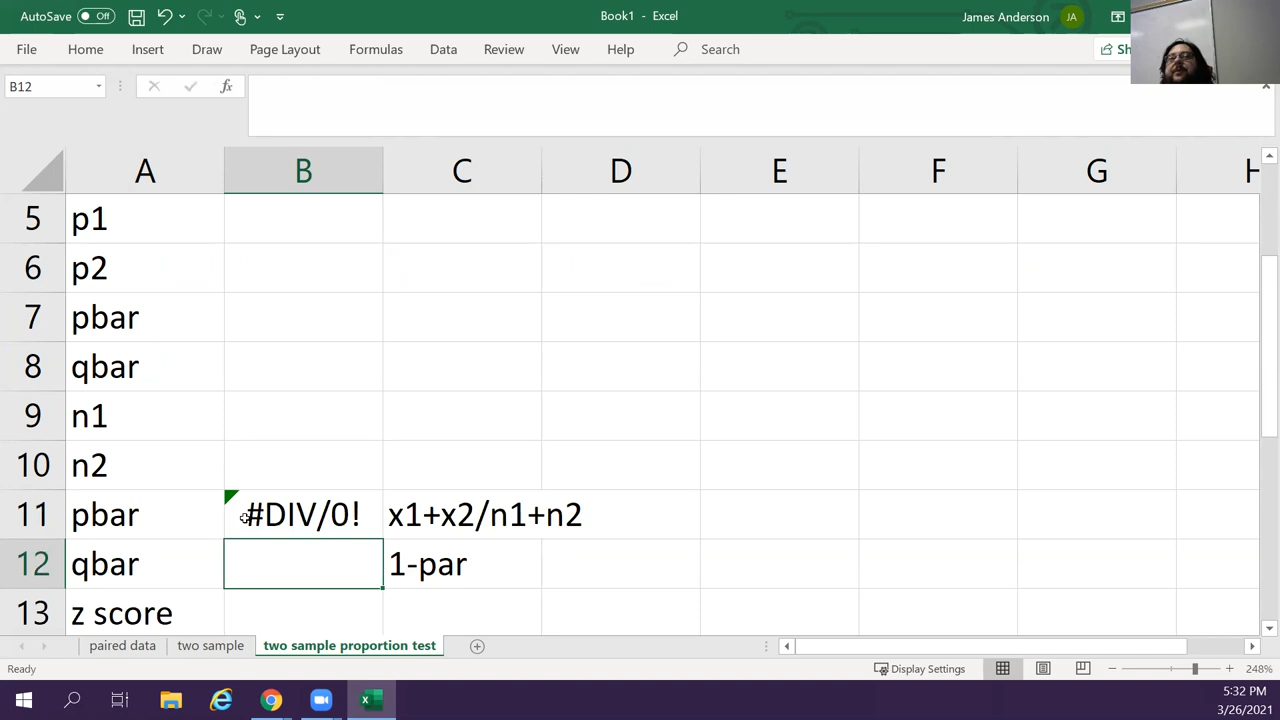 AutoSave Off Book1 - Excel James Anderson JA
File Home Insert Draw Page Layout Formulas Data Review View Help Search Sh
B12 fx
A B C D E F G H
5 p1
6 p2
7 pbar
8 qbar
9 n1
10 n2
11 pbar #DIV/0! x1+x2/n1+n2
12 qbar 1-par
13 z score
paired data two sample two sample proportion test
Ready Display Settings 248%
5:32 PM
3/26/2021